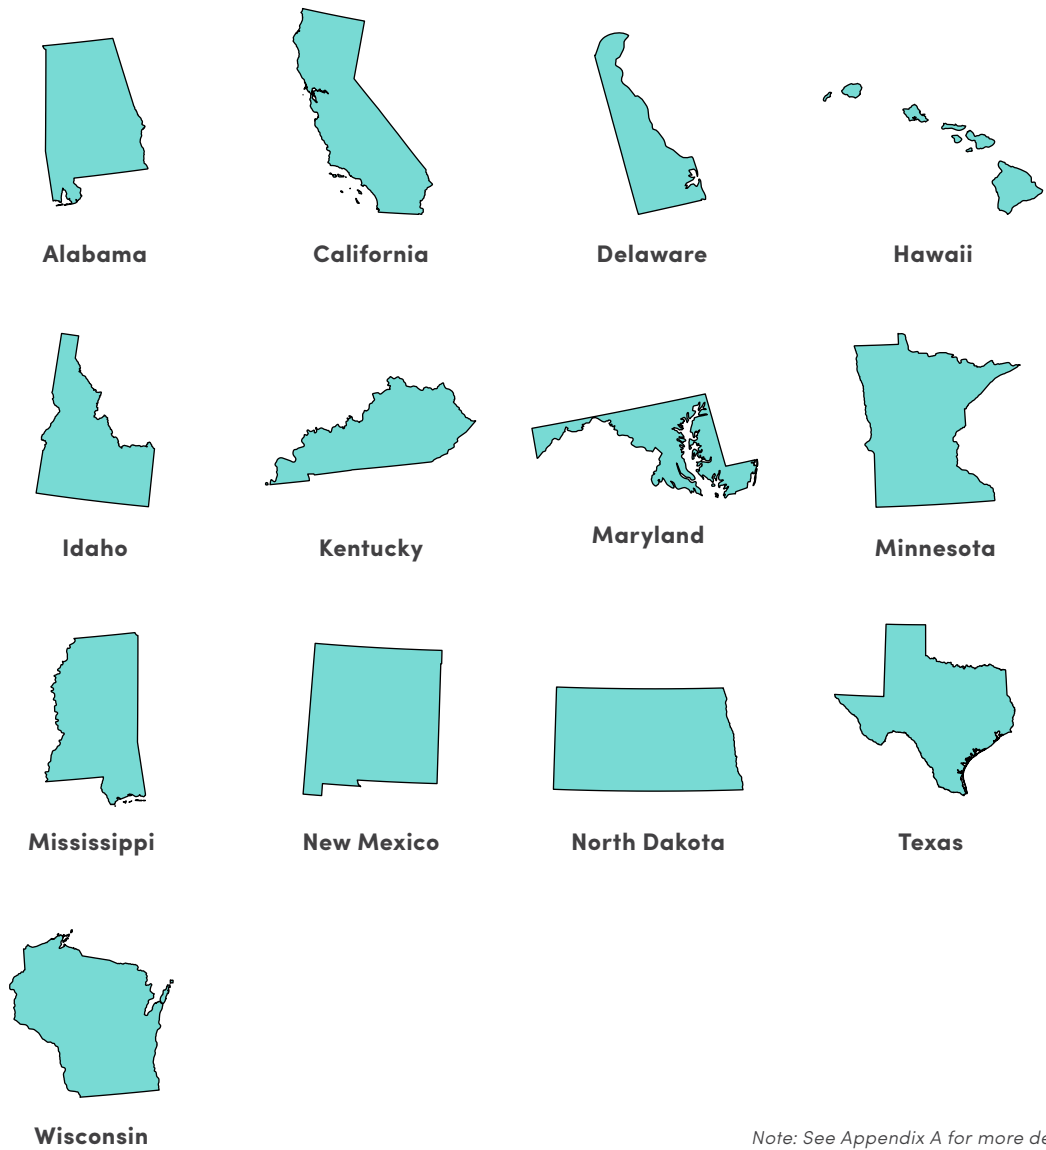 Alabama
California
Delaware
Hawaii
Idaho
Kentucky
Maryland
Minnesota
Mississippi
New Mexico
North Dakota
Texas
Wisconsin
Note: See Appendix A for more de